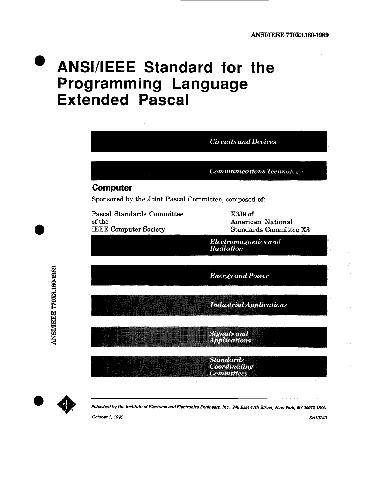 ANSI/IEEE 770X3.160-1989
ANSI/IEEE Standard for the
Programming Language
Extended Pascal
Circuits and Devices
Communications Technology
Computer
Sponsored by the Joint Pascal Committee, composed of:
Pascal Standards Committee
of the
IEEE Computer Society
X3J9 of
American National
Standards Committee X3
Electromagnetics and
Radiation
Energy and Power
Industrial Applications
Signals and
Applications
Standards
Coordinating
Committees
ANSI/IEEE 770X3.160-1989
Published by the Institute of Electrical and Electronics Engineers, Inc., 345 East 47th Street, New York, NY 10017, USA.